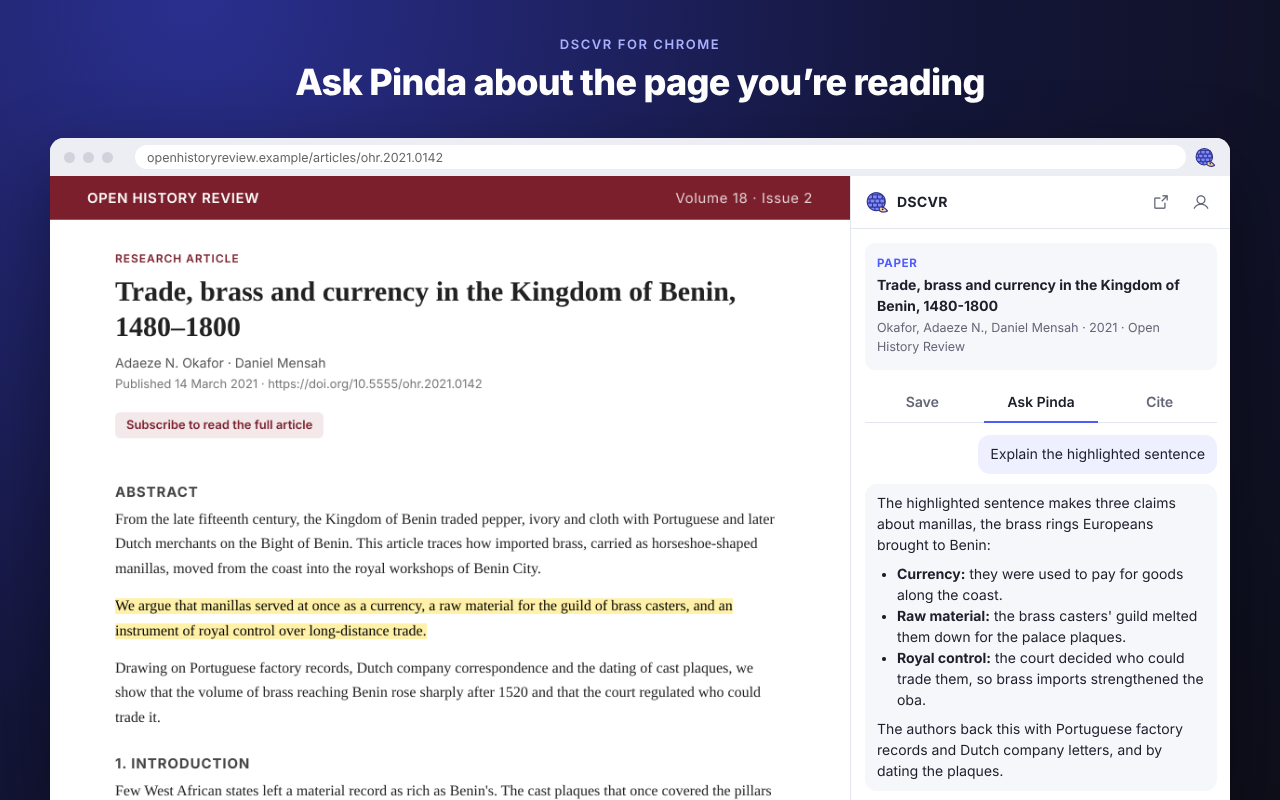 DSCVR FOR CHROME
Ask Pinda about the page you’re reading
openhistoryreview.example/articles/ohr.2021.0142
OPEN HISTORY REVIEW
Volume 18 · Issue 2
RESEARCH ARTICLE
Trade, brass and currency in the Kingdom of Benin,
1480–1800
Adaeze N. Okafor · Daniel Mensah
Published 14 March 2021 · https://doi.org/10.5555/ohr.2021.0142
Subscribe to read the full article
ABSTRACT
From the late fifteenth century, the Kingdom of Benin traded pepper, ivory and cloth with Portuguese and later
Dutch merchants on the Bight of Benin. This article traces how imported brass, carried as horseshoe-shaped
manillas, moved from the coast into the royal workshops of Benin City.
We argue that manillas served at once as a currency, a raw material for the guild of brass casters, and an
instrument of royal control over long-distance trade.
Drawing on Portuguese factory records, Dutch company correspondence and the dating of cast plaques, we
show that the volume of brass reaching Benin rose sharply after 1520 and that the court regulated who could
trade it.
1. INTRODUCTION
Few West African states left a material record as rich as Benin's. The cast plaques that once covered the pillars
DSCVR
PAPER
Trade, brass and currency in the Kingdom of
Benin, 1480-1800
Okafor, Adaeze N., Daniel Mensah · 2021 · Open
History Review
Save
Ask Pinda
Cite
Explain the highlighted sentence
The highlighted sentence makes three claims
about manillas, the brass rings Europeans
brought to Benin:
• Currency: they were used to pay for goods
along the coast.
• Raw material: the brass casters' guild melted
them down for the palace plaques.
• Royal control: the court decided who could
trade them, so brass imports strengthened the
oba.
The authors back this with Portuguese factory
records and Dutch company letters, and by
dating the plaques.